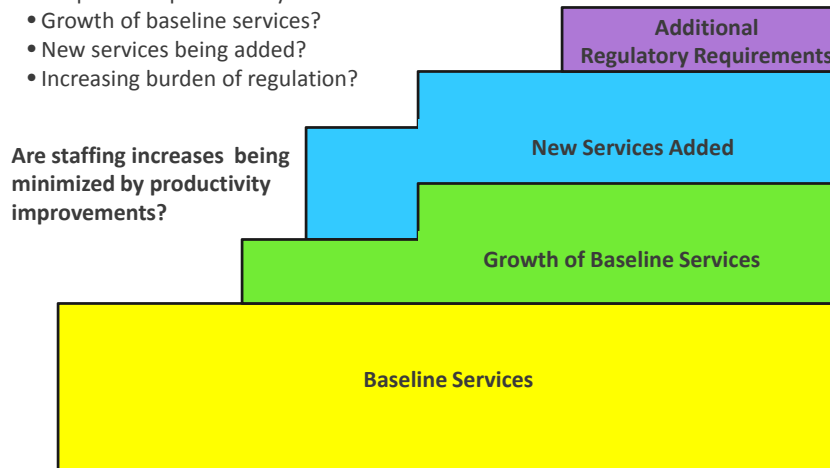 • Growth of baseline services?
• New services being added?
• Increasing burden of regulation?
Additional
Regulatory Requirements
Are staffing increases being
minimized by productivity
improvements?
New Services Added
Growth of Baseline Services
Baseline Services